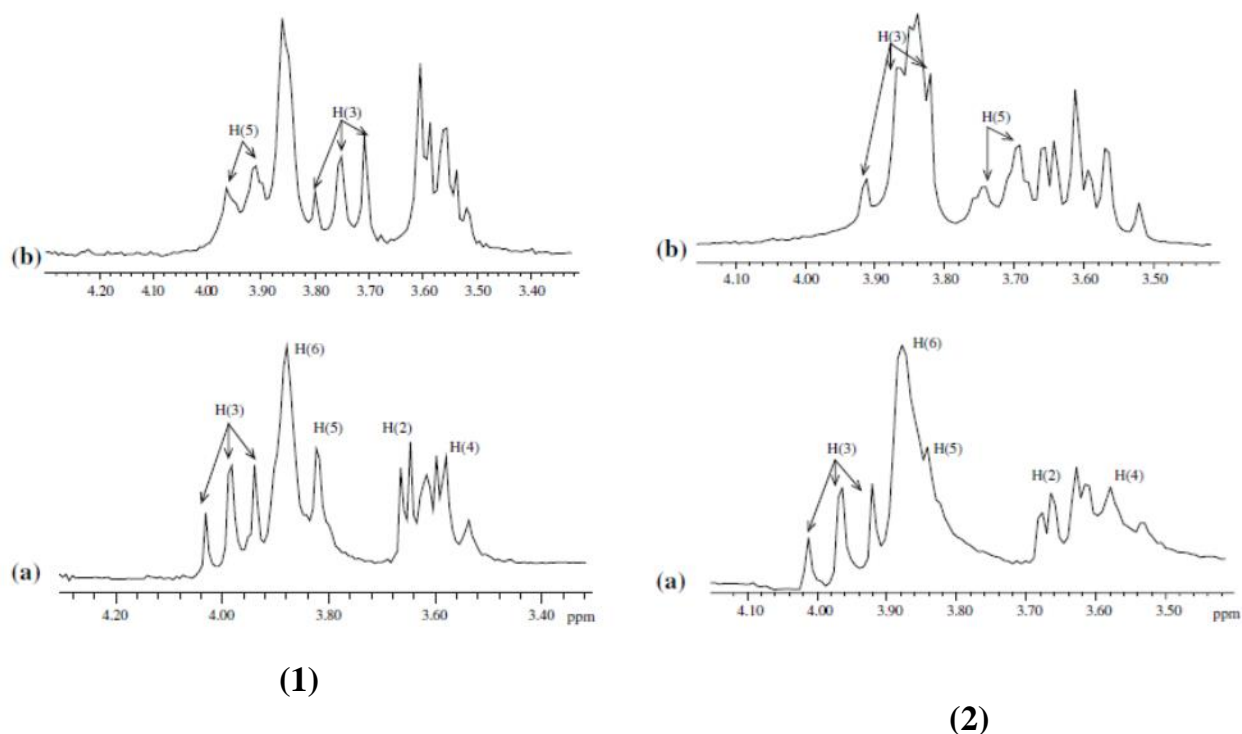 H(5)
H(3)
(b)
4.20 4.10 4.00 3.90 3.80 3.70 3.60 3.50 3.40
H(3)
H(6)
H(5)
H(2)
H(4)
(a)
4.20 4.00 3.80 3.60 3.40 ppm
(1)
H(3)
H(5)
(b)
4.10 4.00 3.90 3.80 3.70 3.60 3.50
H(6)
H(3)
H(5)
H(2)
H(4)
(a)
4.10 4.00 3.90 3.80 3.70 3.60 3.50 ppm
(2)